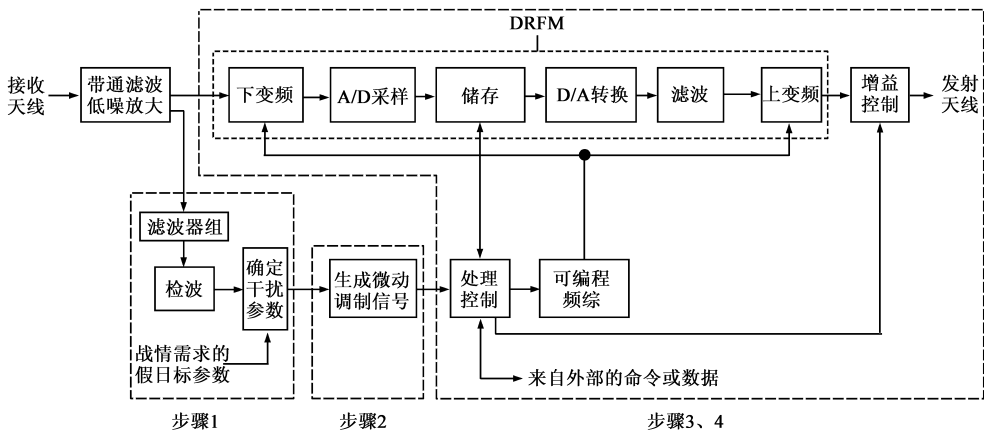 DRFM
接收
天线
带通滤波
低噪放大
下变频
A/D采样
储存
D/A转换
滤波
上变频
增益
控制
发射
天线
滤波器组
检波
确定
干扰
参数
生成微动
调制信号
处理
控制
可编程
频综
战情需求的
假目标参数
来自外部的命令或数据
步骤1
步骤2
步骤3、4